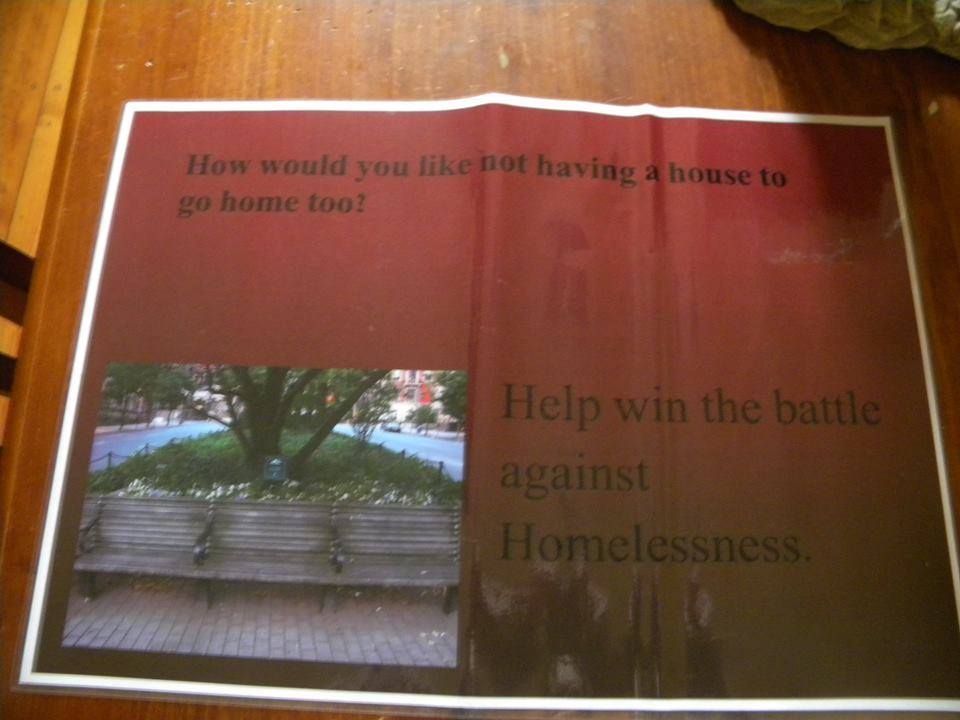 How would you like not having a house to
go home too?
Help win the battle
against
Homelessness.